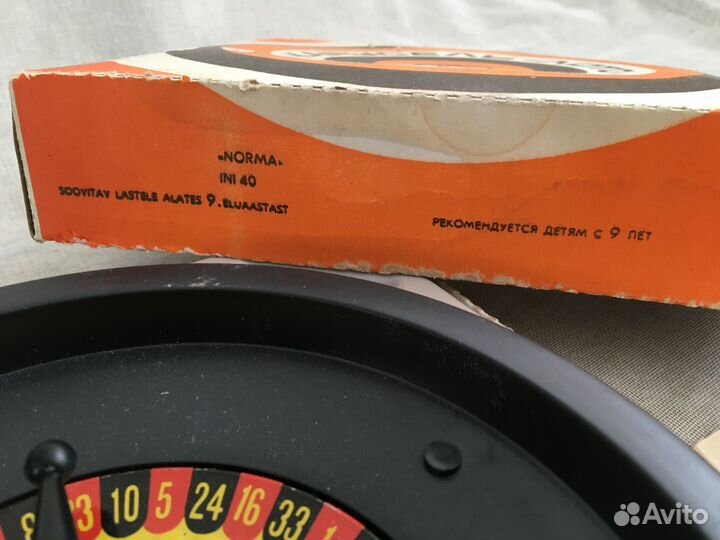 «NORMA»
INI 40
SOOVITAV LASTELE ALATES 9. ELUAASTAST
РЕКОМЕНДУЕТСЯ ДЕТЯМ С 9 ЛЕТ
10 5 24 16 33
Avito